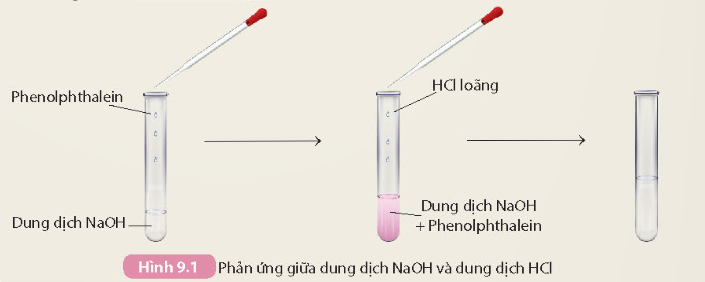 Phenolphthalein
Dung dịch NaOH
HCl loãng
Dung dịch NaOH
+ Phenolphthalein
Hình 9.1 Phản ứng giữa dung dịch NaOH và dung dịch HCl